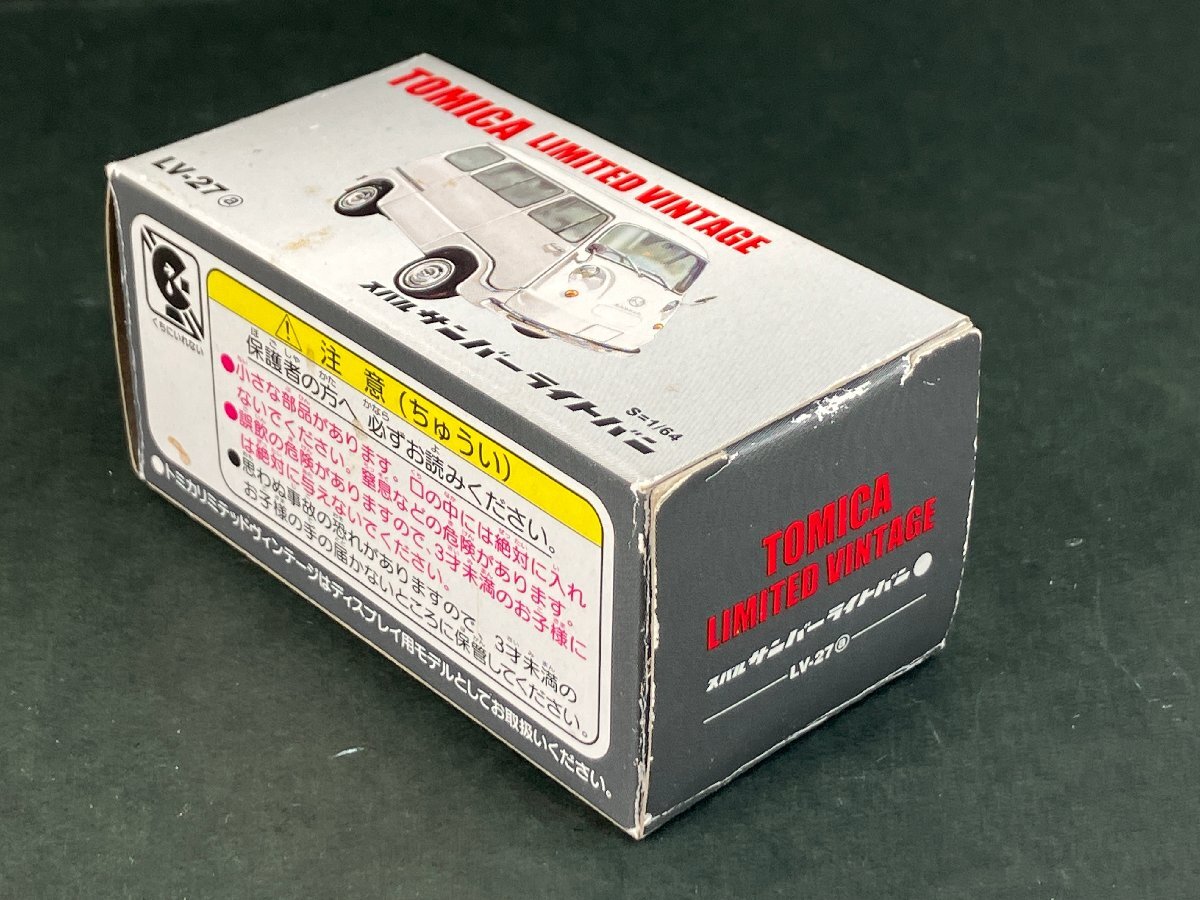 TOMICA LIMITED VINTAGE
LV-27ⓐ
スバル サンバーライトバン
S=1/64
くちにいれない
注意(ちゅうい)
保護者の方へ 必ずお読みください。
●小さな部品があります。口の中には絶対に入れ
ないでください。窒息などの危険があります。
●誤飲の危険がありますので、3才未満のお子様に
は絶対に与えないでください。
●思わぬ事故の恐れがありますので 3才未満の
お子様の手の届かないところに保管してください。
●トミカリミテッドヴィンテージはディスプレイ用モデルとしてお取扱いください。
TOMICA
LIMITED VINTAGE
スバル サンバーライトバン
LV-27ⓐ